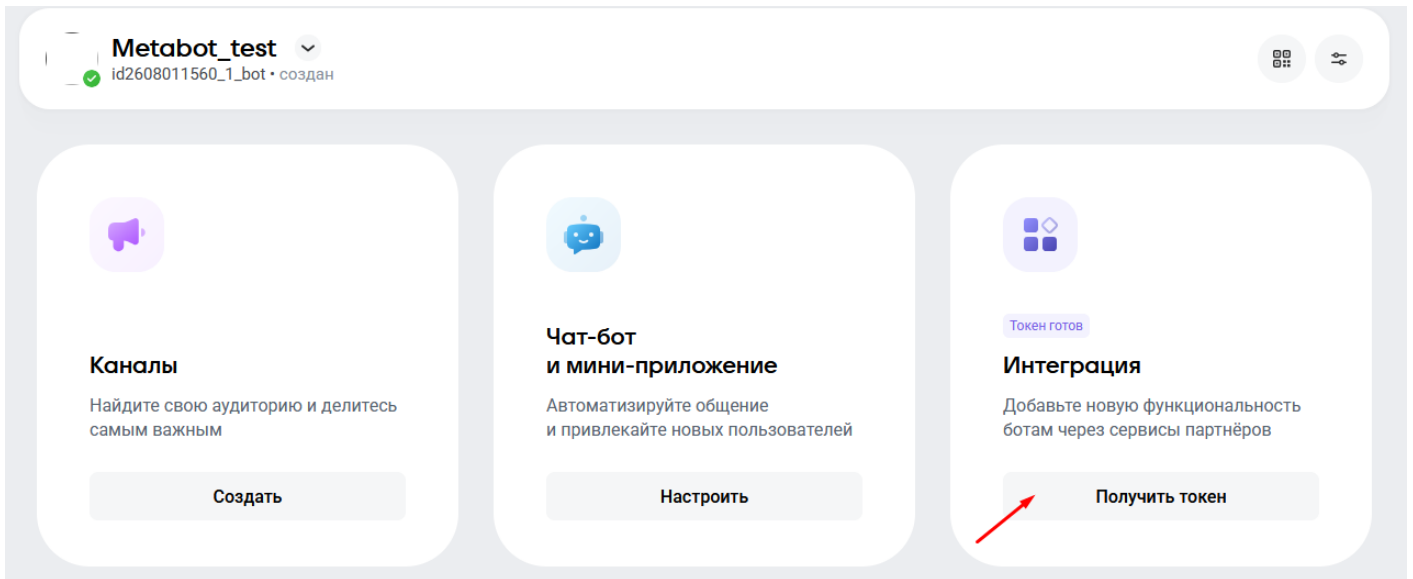 Metabot_test
id2608011560_1_bot • создан
Каналы
Найдите свою аудиторию и делитесь
самым важным
Создать
Чат-бот
и мини-приложение
Автоматизируйте общение
и привлекайте новых пользователей
Настроить
Токен готов
Интеграция
Добавьте новую функциональность
ботам через сервисы партнёров
Получить токен